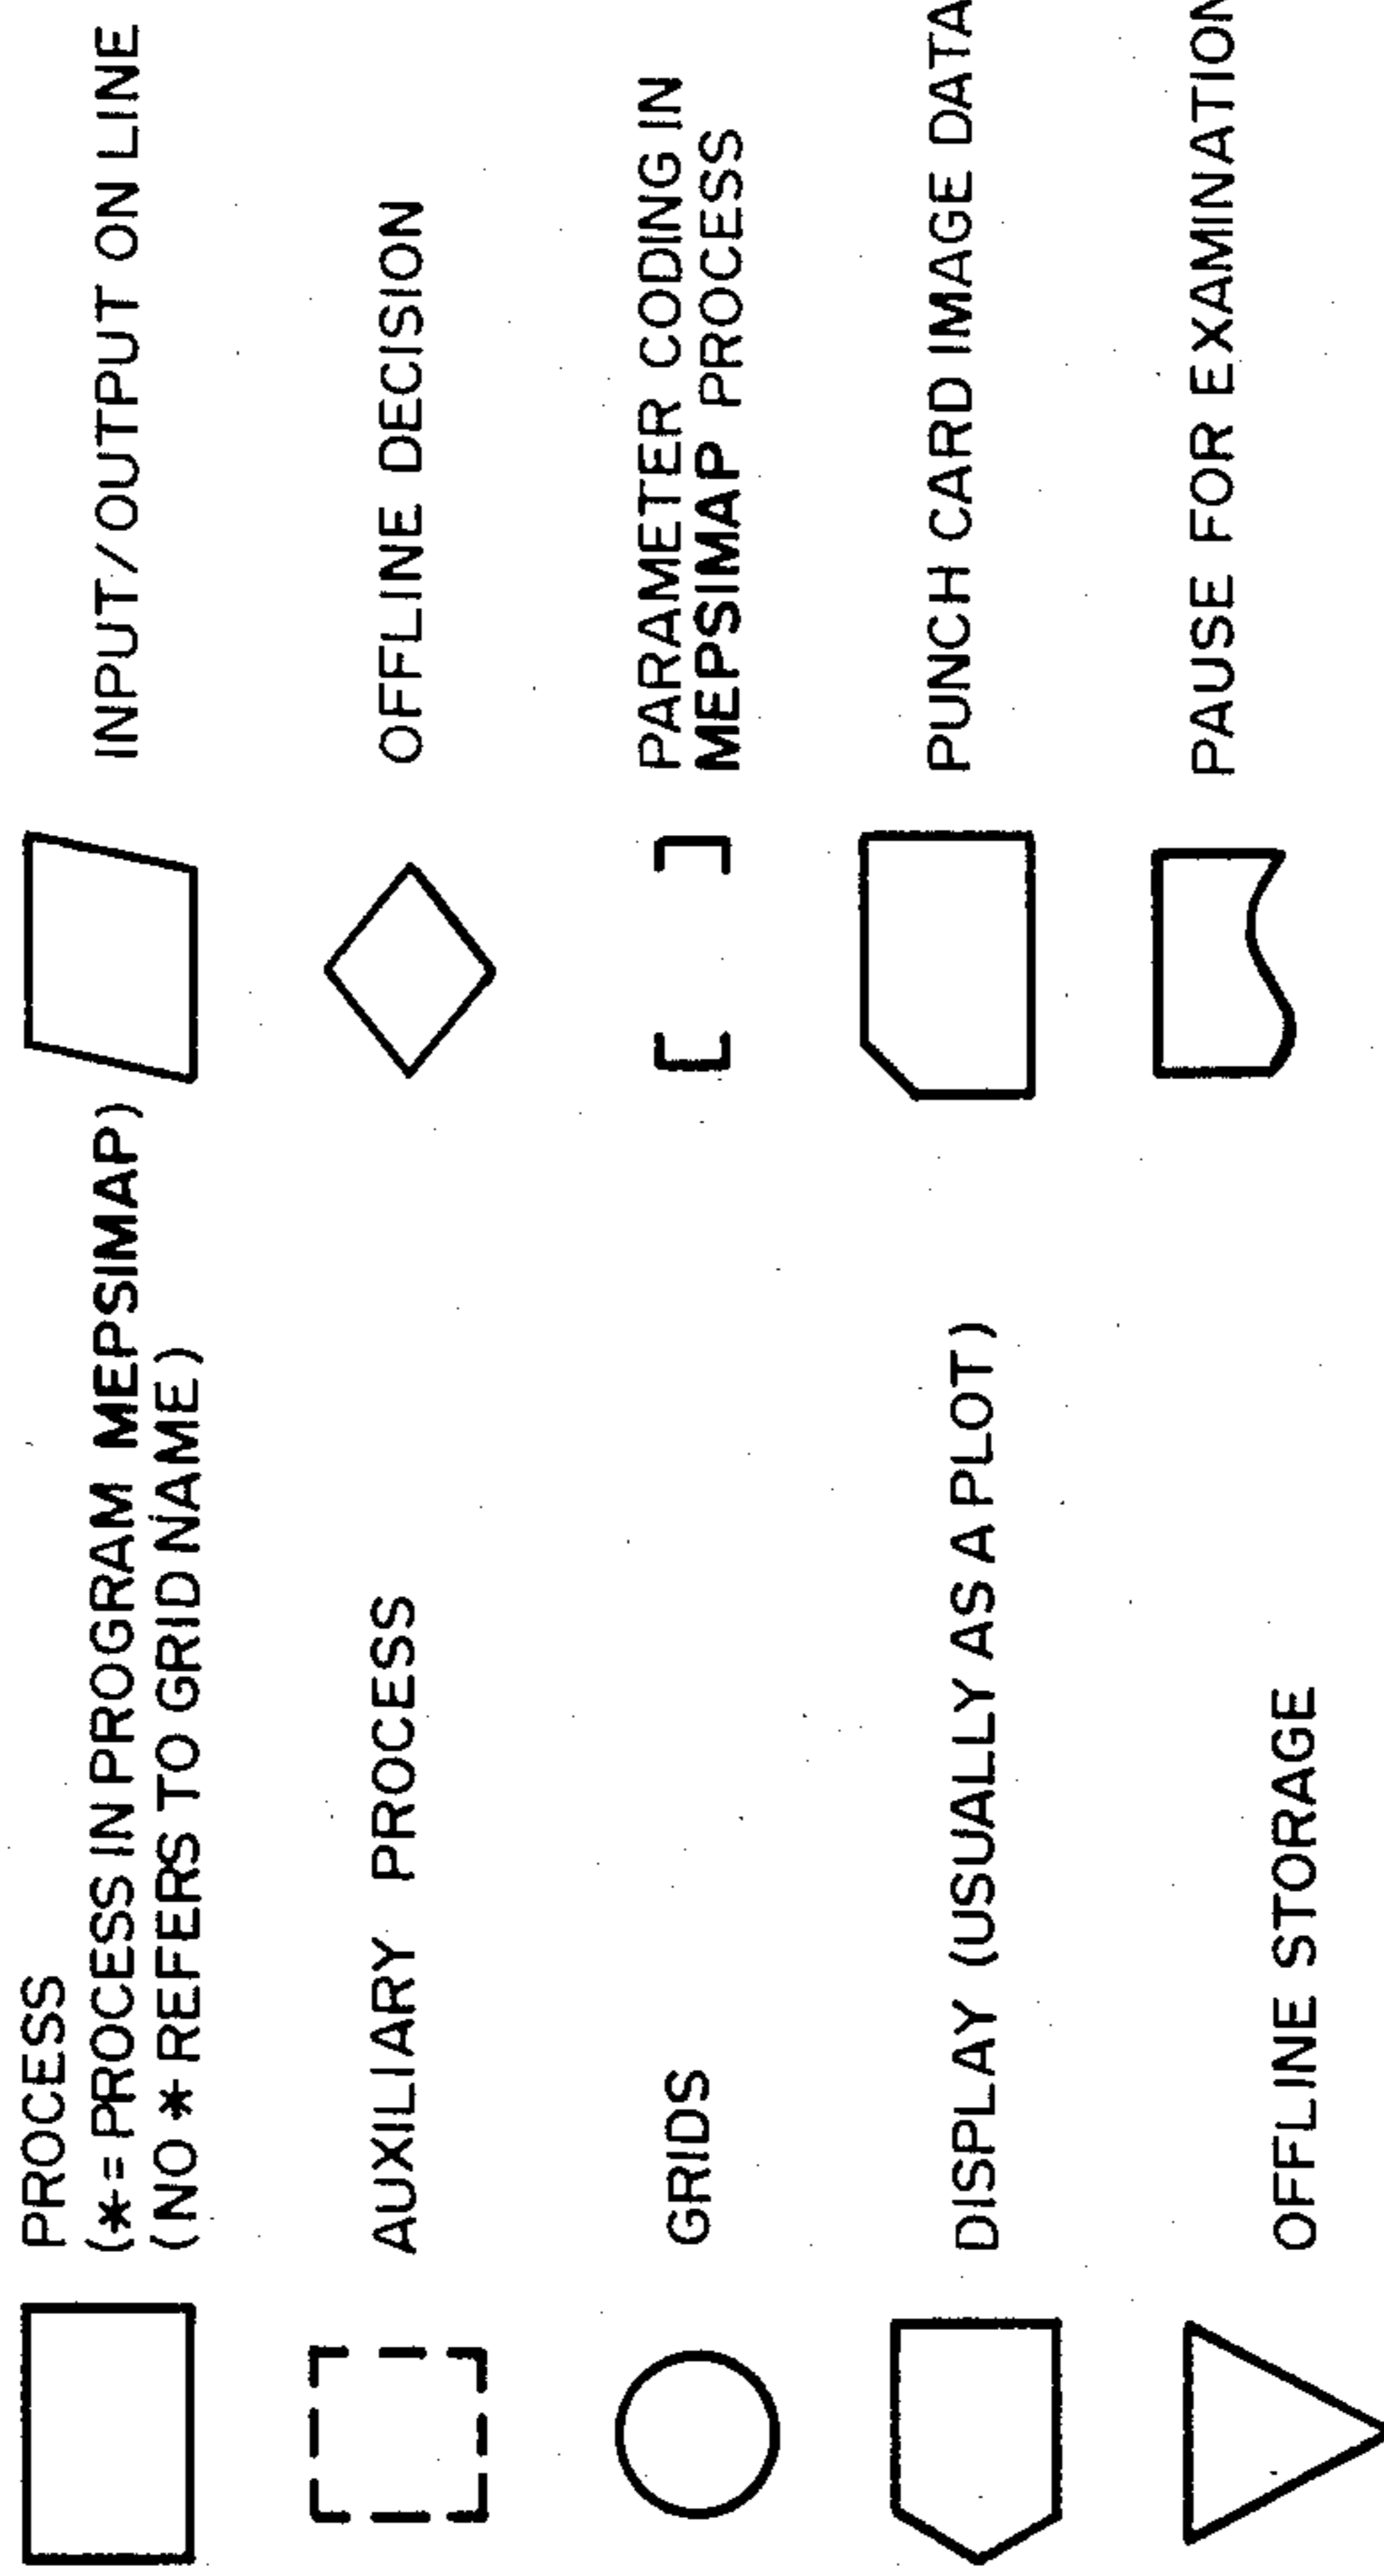 PROCESS
(*=PROCESS IN PROGRAM MEPSIMAP)
(NO * REFERS TO GRID NAME)
AUXILIARY PROCESS
GRIDS
DISPLAY (USUALLY AS A PLOT)
OFFLINE STORAGE
INPUT/OUTPUT ON LINE
OFFLINE DECISION
PARAMETER CODING IN
MEPSIMAP PROCESS
PUNCH CARD IMAGE DATA
PAUSE FOR EXAMINATION